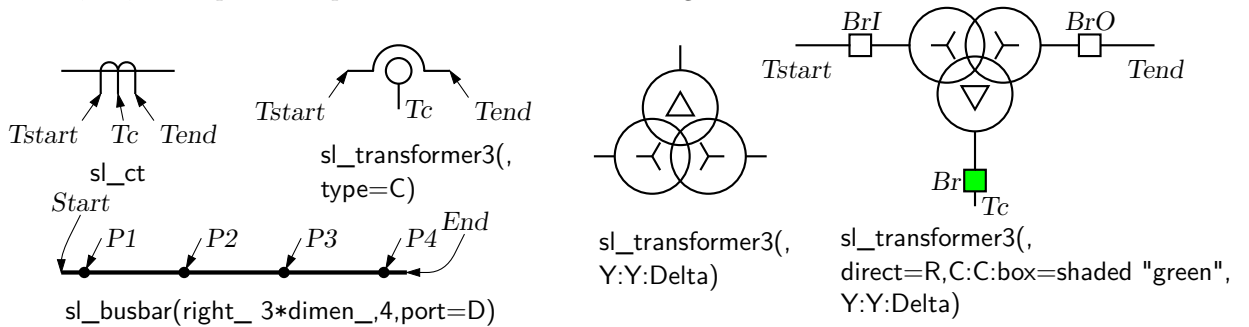 BrI
BrO
Tstart
Tend
Tstart
Tc
Tend
sl_ct
Tstart
Tc
Tend
sl_transformer3(,
type=C)
Br
Tc
Start
P1
P2
P3
P4
End
sl_busbar(right_ 3*dimen_,4,port=D)
sl_transformer3(,
Y:Y:Delta)
sl_transformer3(,
direct=R,C:C:box=shaded "green",
Y:Y:Delta)